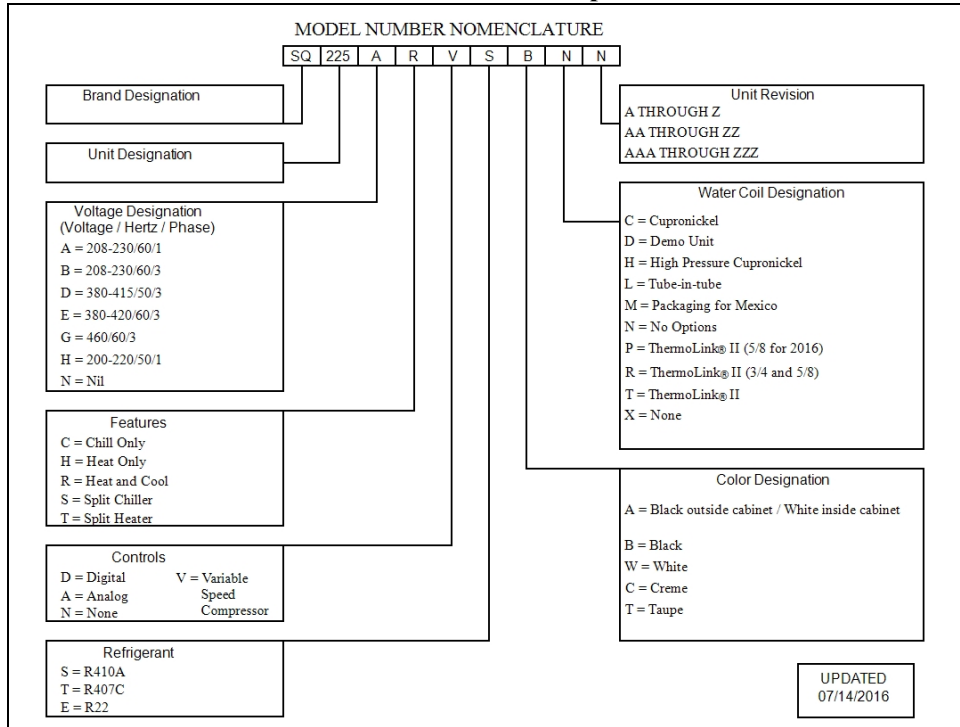 MODEL NUMBER NOMENCLATURE
SQ 225 A R V S B N N
Brand Designation
Unit Designation
Voltage Designation
(Voltage / Hertz / Phase)
A = 208-230/60/1
B = 208-230/60/3
D = 380-415/50/3
E = 380-420/60/3
G = 460/60/3
H = 200-220/50/1
N = Nil
Features
C = Chill Only
H = Heat Only
R = Heat and Cool
S = Split Chiller
T = Split Heater
Controls
D = Digital V = Variable
A = Analog Speed
N = None Compressor
Refrigerant
S = R410A
T = R407C
E = R22
Unit Revision
A THROUGH Z
AA THROUGH ZZ
AAA THROUGH ZZZ
Water Coil Designation
C = Cupronickel
D = Demo Unit
H = High Pressure Cupronickel
L = Tube-in-tube
M = Packaging for Mexico
N = No Options
P = ThermoLink® II (5/8 for 2016)
R = ThermoLink® II (3/4 and 5/8)
T = ThermoLink® II
X = None
Color Designation
A = Black outside cabinet / White inside cabinet
B = Black
W = White
C = Creme
T = Taupe
UPDATED
07/14/2016